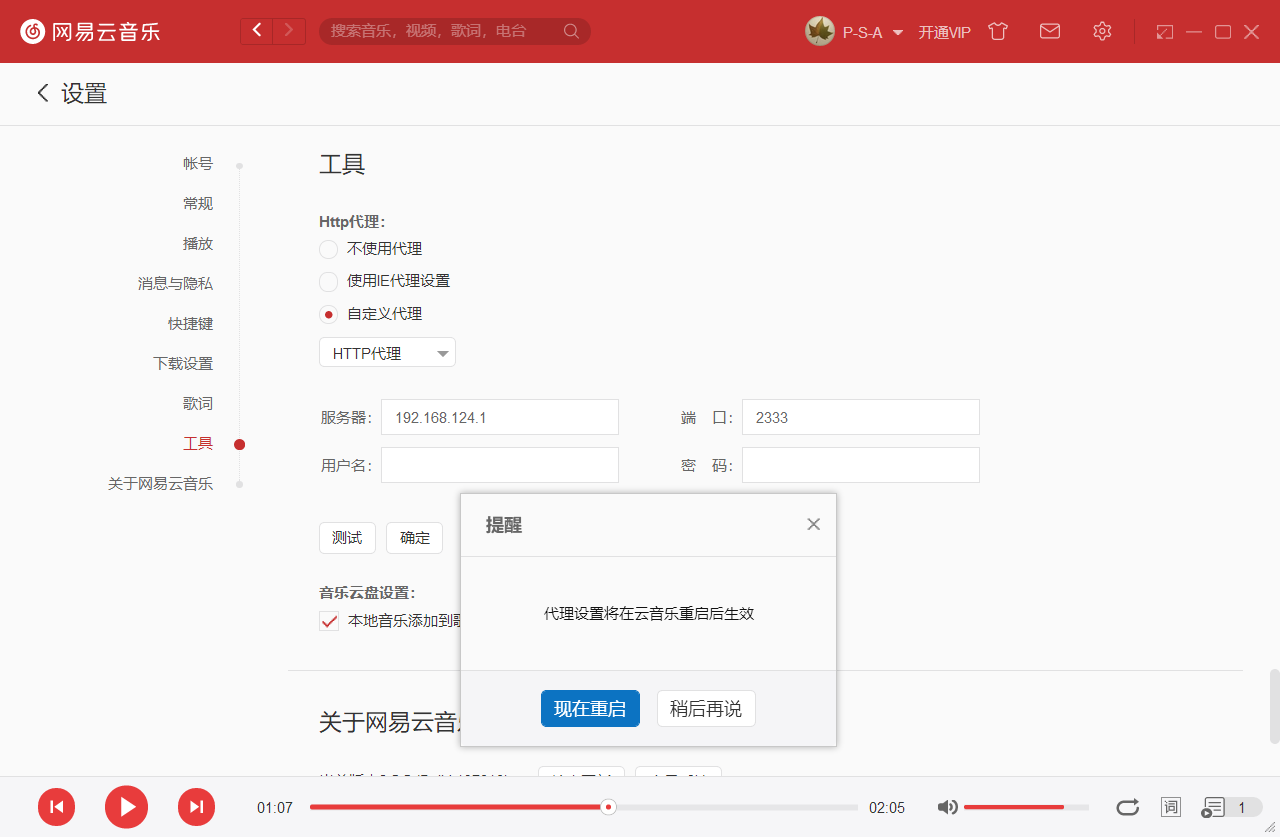 网易云音乐
搜索音乐，视频，歌词，电台
P-S-A
开通VIP
设置
帐号
常规
播放
消息与隐私
快捷键
下载设置
歌词
工具
关于网易云音乐
工具
Http代理：
不使用代理
使用IE代理设置
自定义代理
HTTP代理
服务器： 192.168.124.1 端 口： 2333
用户名： 密 码：
测试 确定
音乐云盘设置：
本地音乐添加到
提醒
代理设置将在云音乐重启后生效
现在重启 稍后再说
关于网易云音
01:07 02:05 词 1